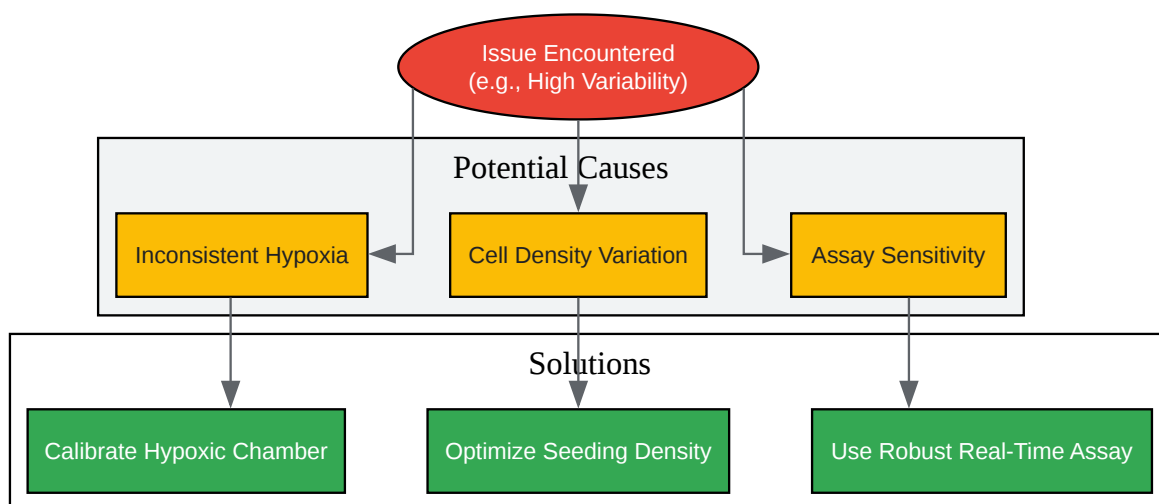 Issue Encountered
(e.g., High Variability)
Potential Causes
Inconsistent Hypoxia
Cell Density Variation
Assay Sensitivity
Solutions
Calibrate Hypoxic Chamber
Optimize Seeding Density
Use Robust Real-Time Assay